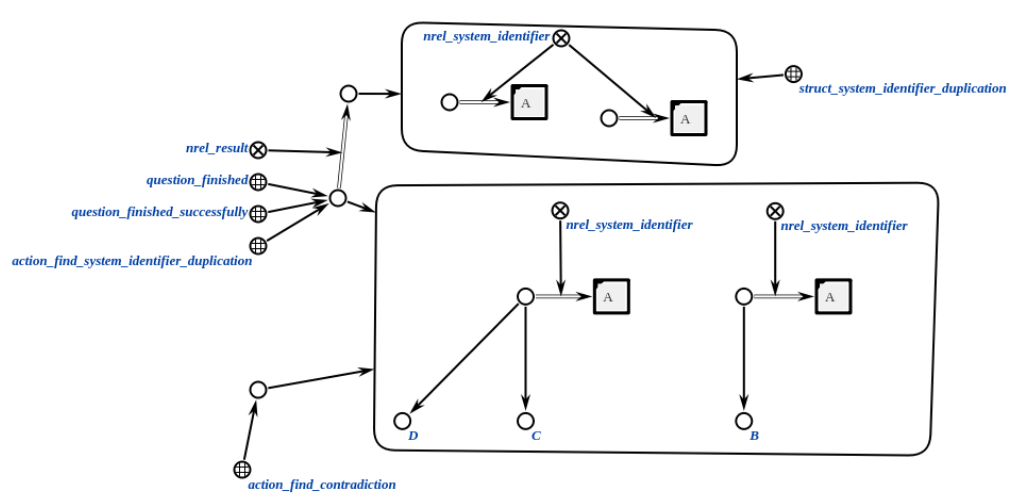 nrel_system_identifier
A
A
struct_system_identifier_duplication
nrel_result
question_finished
question_finished_successfully
action_find_system_identifier_duplication
nrel_system_identifier
nrel_system_identifier
A
A
D
C
B
action_find_contradiction